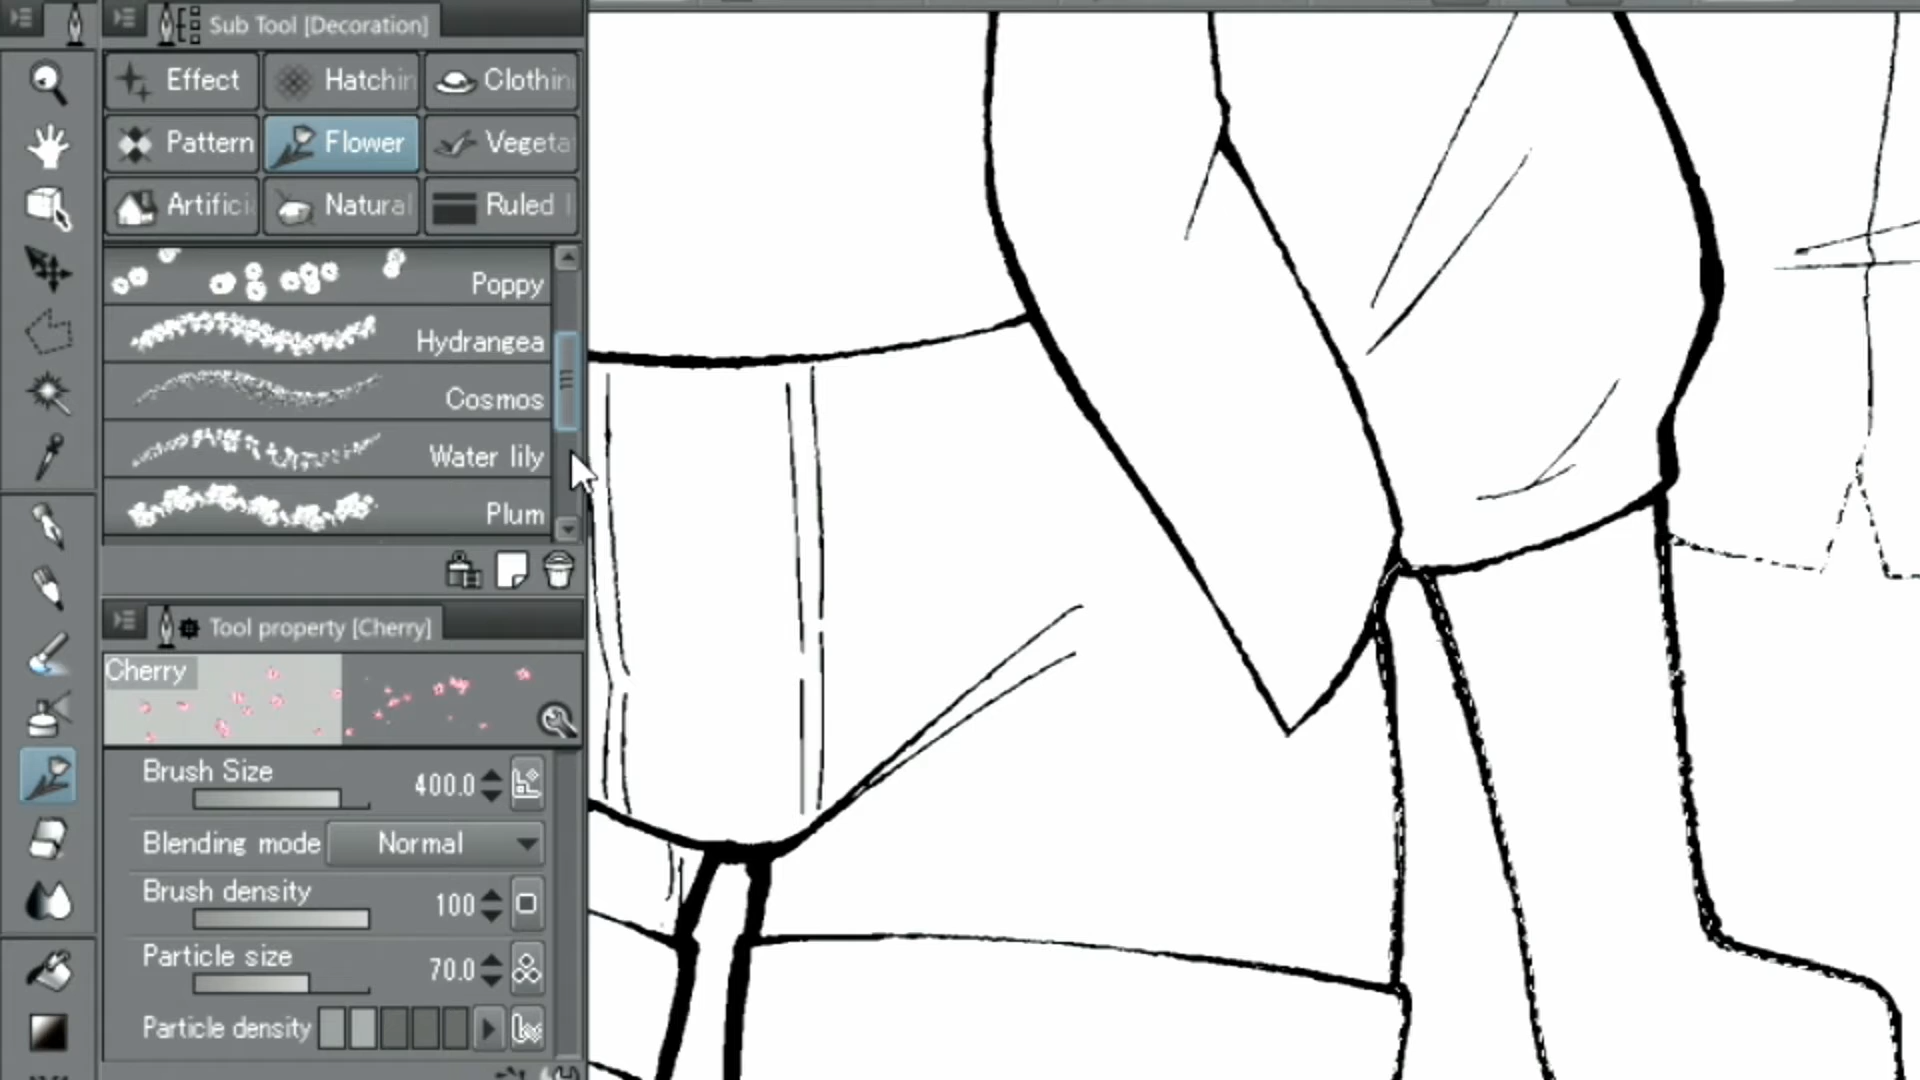 Sub Tool [Decoration]
Effect Hatchin Clothin
Pattern Flower Vegeta
Artifici Natural Ruled
Poppy
Hydrangea
Cosmos
Water lily
Plum
Tool property [Cherry]
Cherry
Brush Size 400.0
Blending mode Normal
Brush density 100
Particle size 70.0
Particle density